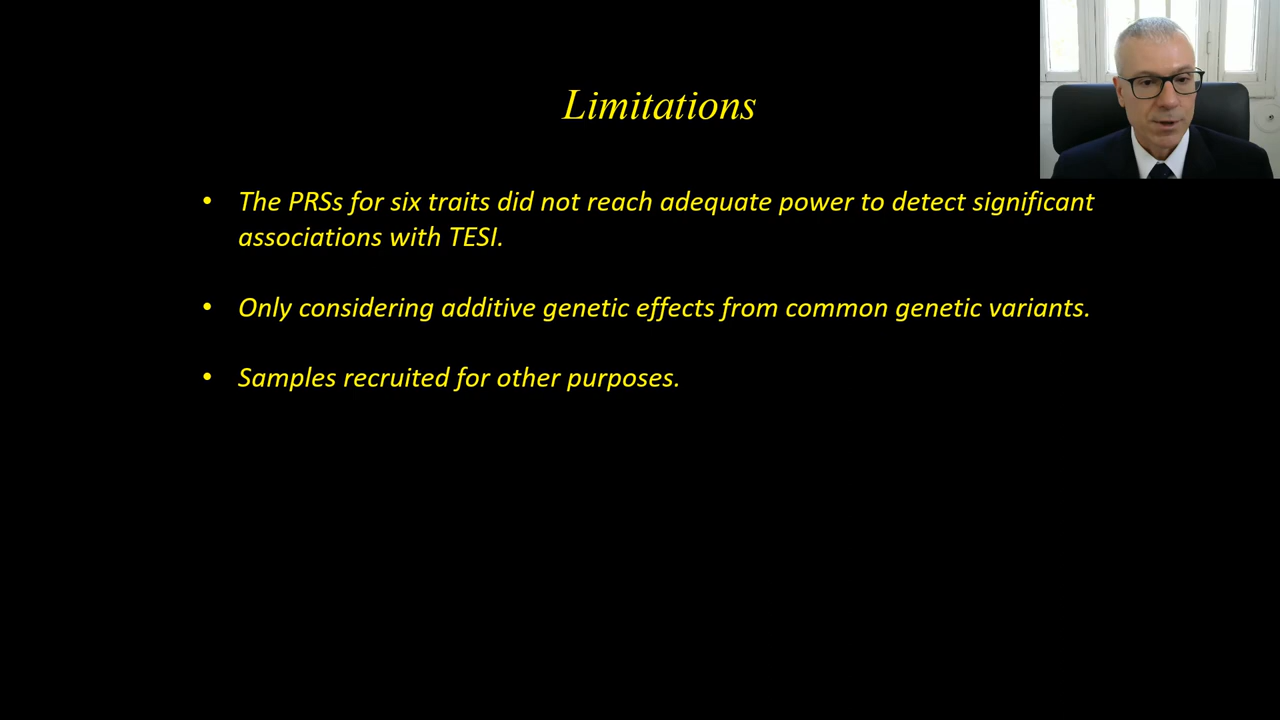 Limitations
• The PRSs for six traits did not reach adequate power to detect significant
associations with TESI.
• Only considering additive genetic effects from common genetic variants.
• Samples recruited for other purposes.